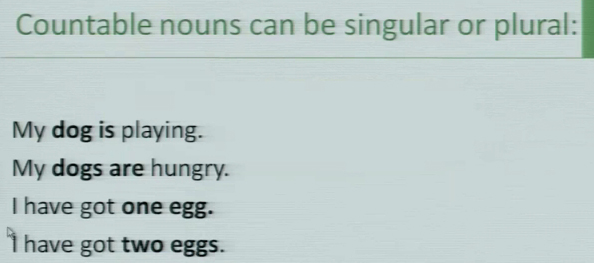 Countable nouns can be singular or plural:
My dog is playing.
My dogs are hungry.
I have got one egg.
I have got two eggs.